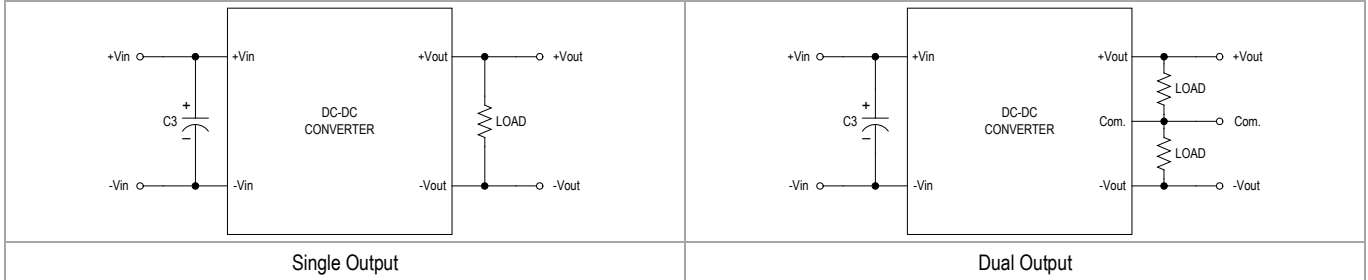 +Vin +Vin +Vout +Vout
+
C3
–
DC-DC
CONVERTER
LOAD
-Vin -Vin -Vout -Vout
Single Output
+Vin +Vin +Vout +Vout
LOAD
+
C3
–
DC-DC
CONVERTER
Com. Com.
LOAD
-Vin -Vin -Vout -Vout
Dual Output